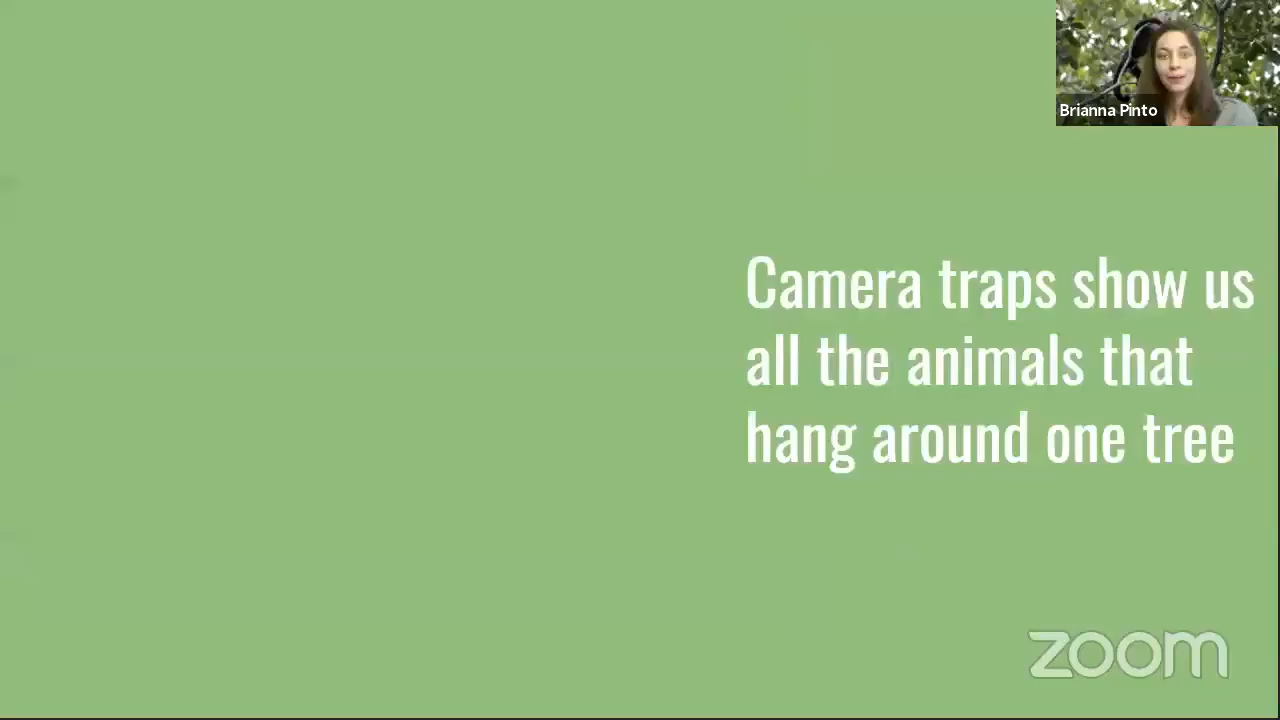 Brianna Pinto
Camera traps show us
all the animals that
hang around one tree
zoom